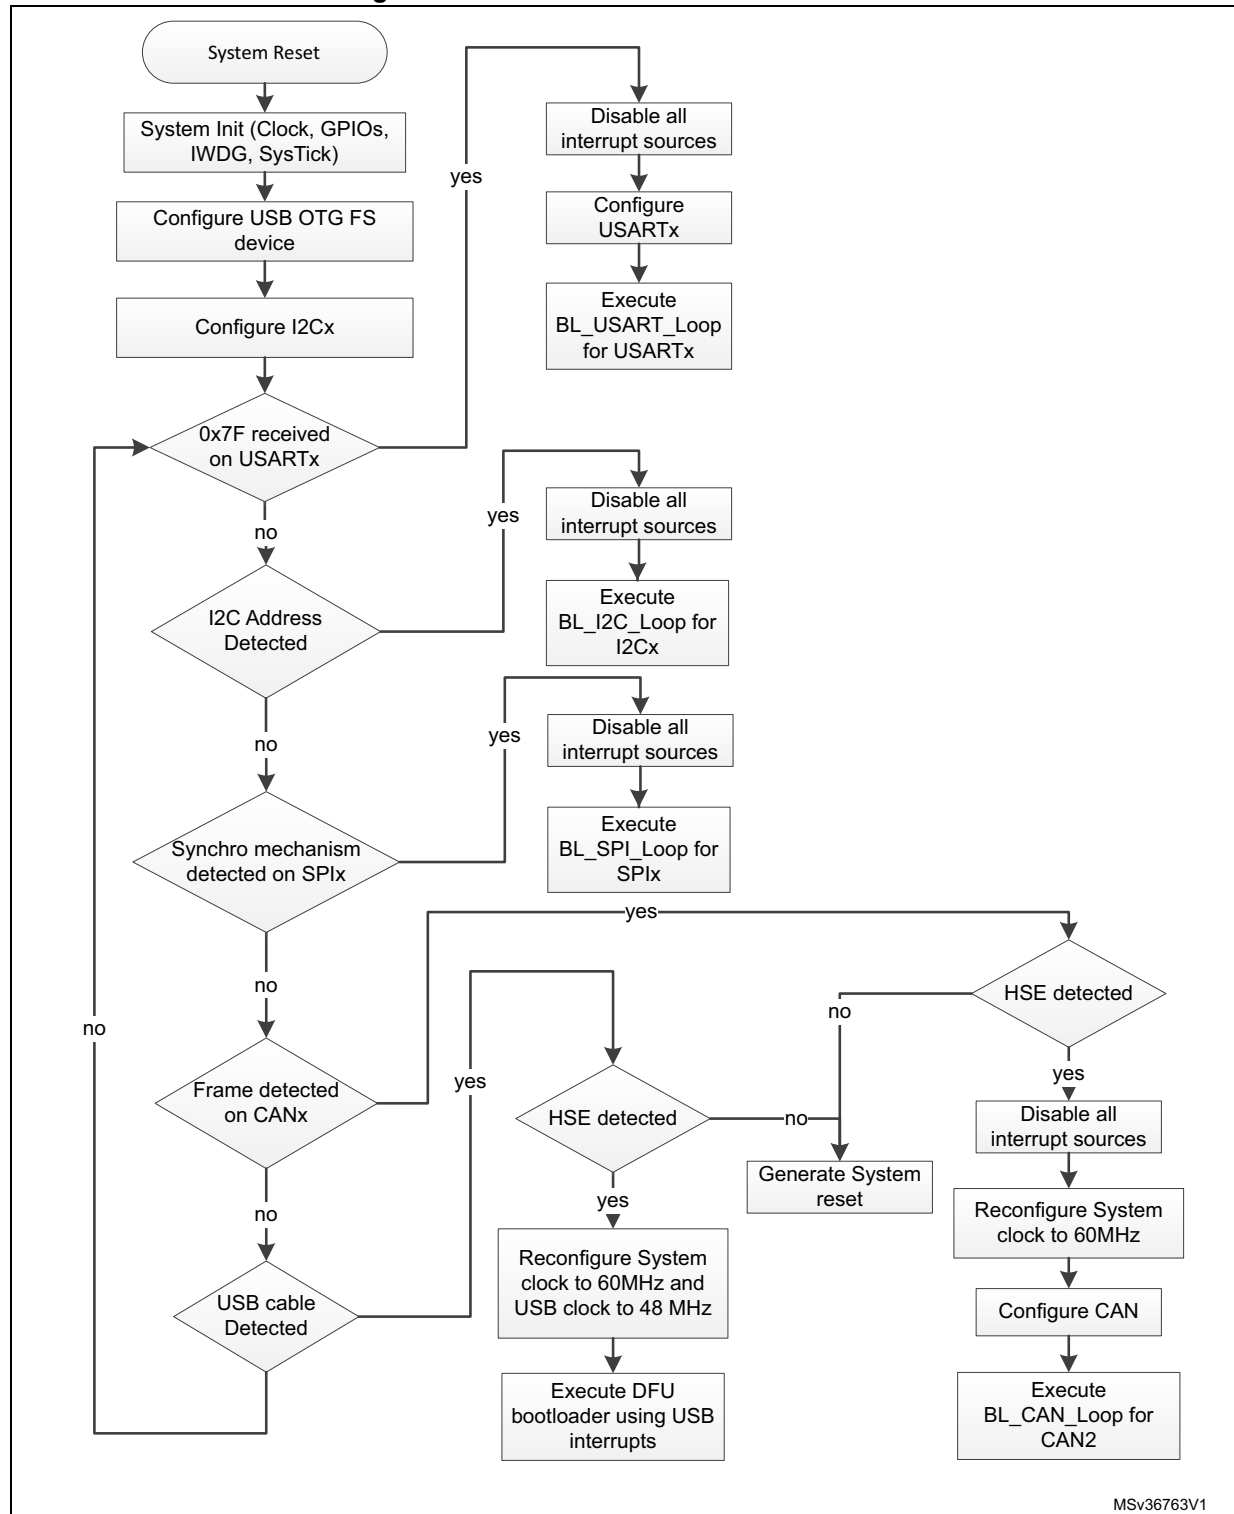 System Reset
System Init (Clock, GPIOs,
IWDG, SysTick)
Configure USB OTG FS
device
Configure I2Cx
0x7F received
on USARTx
yes
Disable all
interrupt sources
Configure
USARTx
Execute
BL_USART_Loop
for USARTx
no
I2C Address
Detected
yes
Disable all
interrupt sources
Execute
BL_I2C_Loop for
I2Cx
no
Synchro mechanism
detected on SPIx
yes
Disable all
interrupt sources
Execute
BL_SPI_Loop for
SPIx
no
Frame detected
on CANx
yes
HSE detected
no
yes
Disable all
interrupt sources
Reconfigure System
clock to 60MHz
Configure CAN
Execute
BL_CAN_Loop for
CAN2
no
USB cable
Detected
yes
HSE detected
no
Generate System
reset
yes
Reconfigure System
clock to 60MHz and
USB clock to 48 MHz
Execute DFU
bootloader using USB
interrupts
no
MSv36763V1